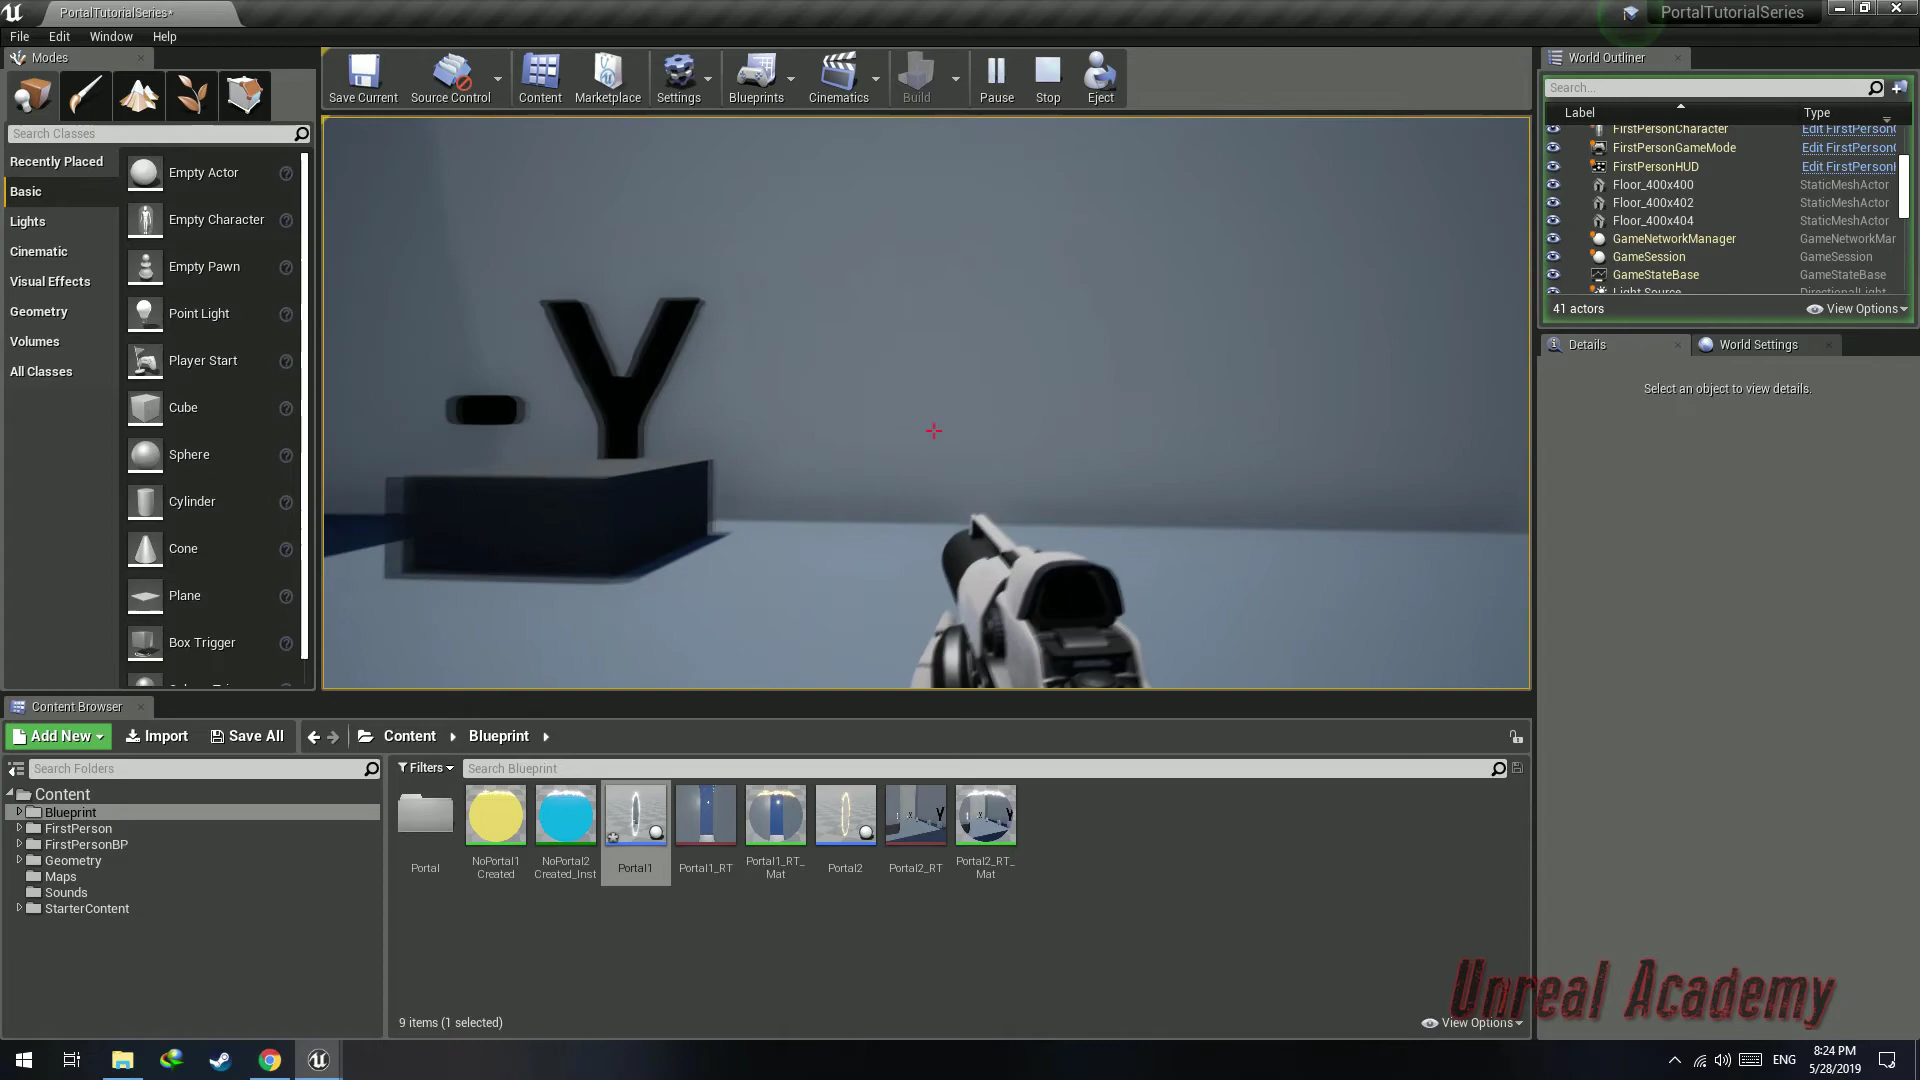 PortalTutorialSeries*
PortalTutorialSeries
File Edit Window Help
Modes
Search Classes
Recently Placed
Basic
Lights
Cinematic
Visual Effects
Geometry
Volumes
All Classes
Empty Actor
Empty Character
Empty Pawn
Point Light
Player Start
Cube
Sphere
Cylinder
Cone
Plane
Box Trigger
Save Current
Source Control
Content
Marketplace
Settings
Blueprints
Cinematics
Build
Pause
Stop
Eject
- Y
World Outliner
Search...
Label Type
FirstPersonCharacter Edit FirstPerson
FirstPersonGameMode Edit FirstPerson
FirstPersonHUD Edit FirstPerson
Floor_400x400 StaticMeshActor
Floor_400x402 StaticMeshActor
Floor_400x404 StaticMeshActor
GameNetworkManager GameNetworkMar
GameSession GameSession
GameStateBase GameStateBase
Light Source DirectionalLight
41 actors View Options
Details World Settings
Select an object to view details.
Content Browser
Add New Import Save All Content Blueprint
Search Folders
Filters Search Blueprint
Content
Blueprint
FirstPerson
FirstPersonBP
Geometry
Maps
Sounds
StarterContent
Portal
NoPortal1
Created
NoPortal2
Created_Inst
Portal1
Portal1_RT
Portal1_RT_
Mat
Portal2
Portal2_RT
Portal2_RT_
Mat
9 items (1 selected)
View Options
Unreal Academy
ENG
8:24 PM
5/28/2019